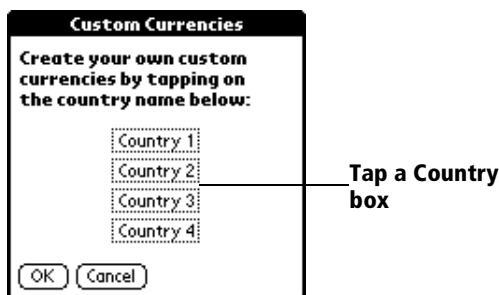 Custom Currencies
Create your own custom
currencies by tapping on
the country name below:
Country 1
Country 2
Country 3
Country 4
Tap a Country
box
OK Cancel